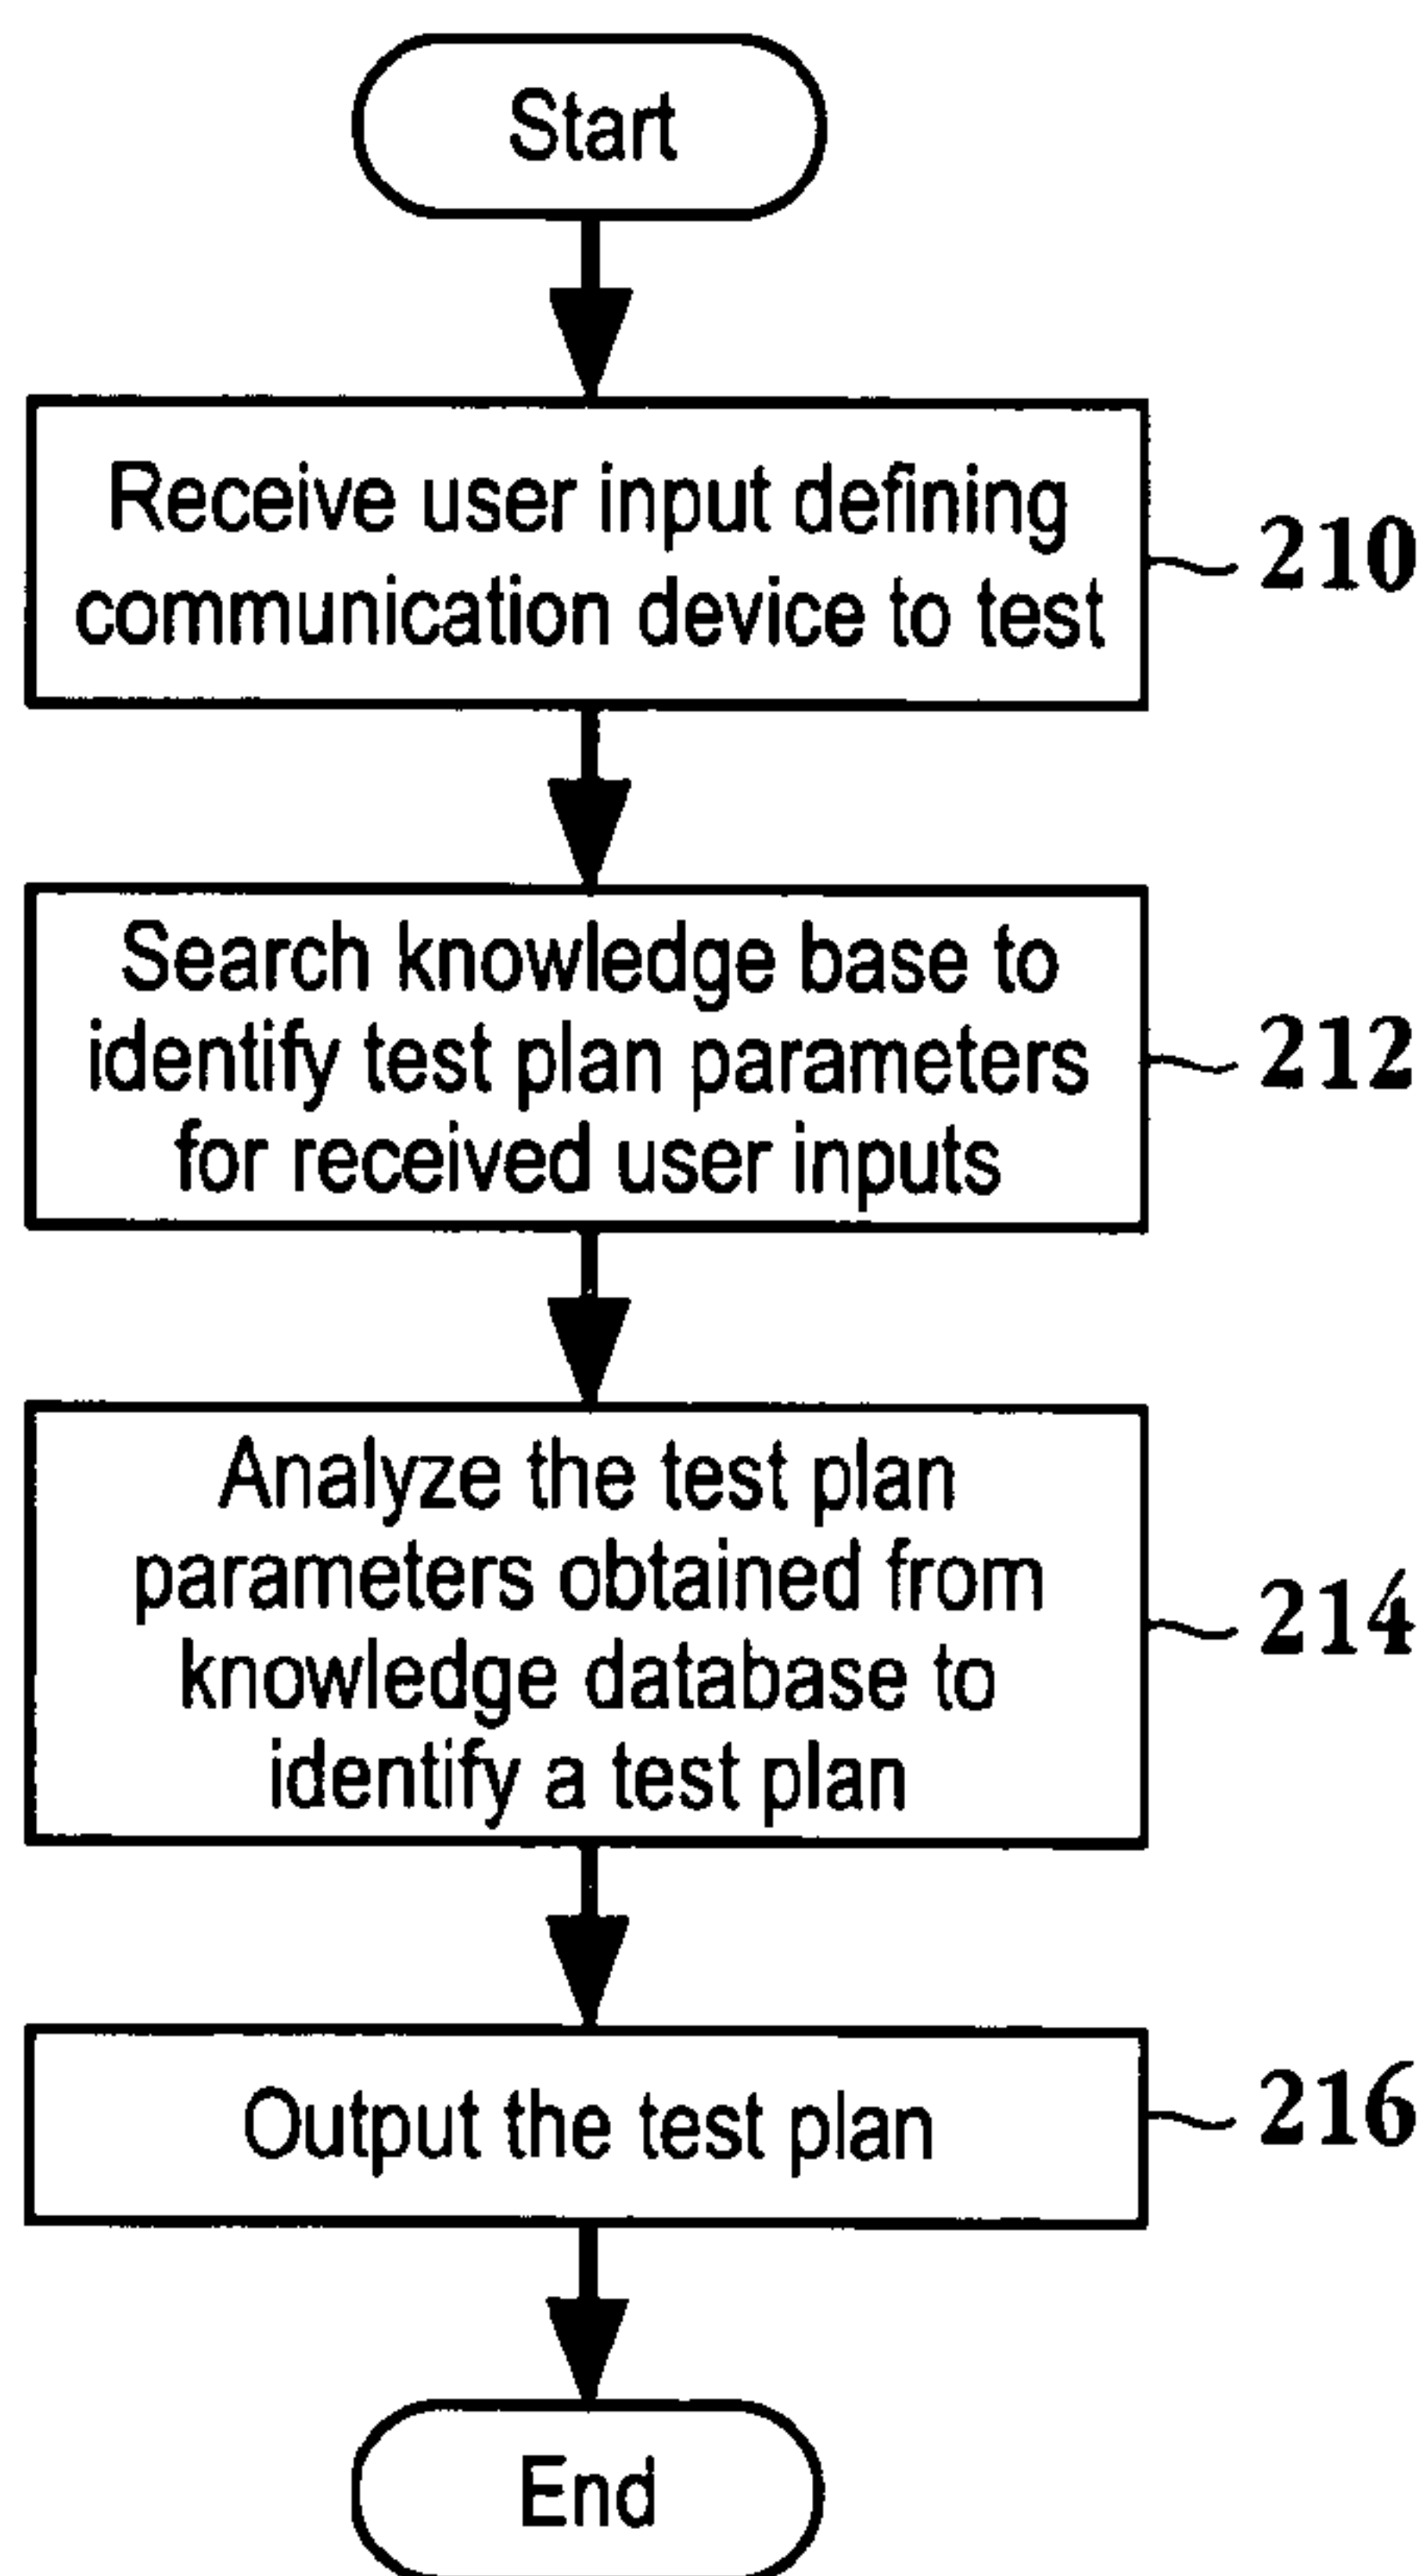 Start
Receive user input defining
communication device to test
210
Search knowledge base to
identify test plan parameters
for received user inputs
212
Analyze the test plan
parameters obtained from
knowledge database to
identify a test plan
214
Output the test plan
216
End